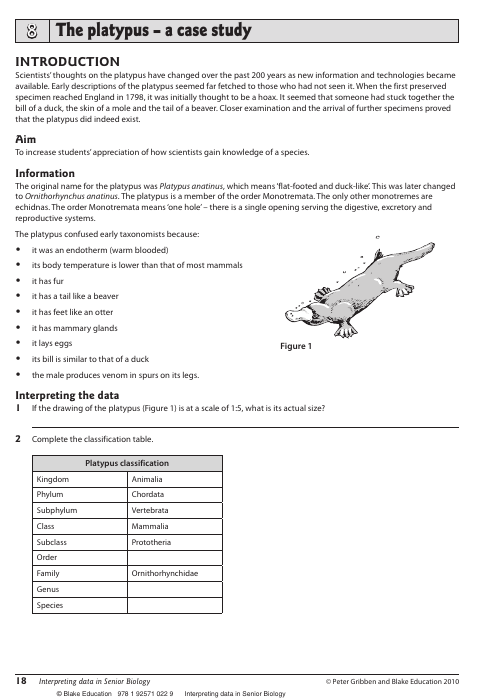 8 The platypus – a case study
INTRODUCTION
Scientists' thoughts on the platypus have changed over the past 200 years as new information and technologies became
available. Early descriptions of the platypus seemed far fetched to those who had not seen it. When the first preserved
specimen reached England in 1798, it was initially thought to be a hoax. It seemed that someone had stuck together the
bill of a duck, the skin of a mole and the tail of a beaver. Closer examination and the arrival of further specimens proved
that the platypus did indeed exist.
Aim
To increase students' appreciation of how scientists gain knowledge of a species.
Information
The original name for the platypus was Platypus anatinus, which means 'flat-footed and duck-like'. This was later changed
to Ornithorhynchus anatinus. The platypus is a member of the order Monotremata. The only other monotremes are
echidnas. The order Monotremata means 'one hole' – there is a single opening serving the digestive, excretory and
reproductive systems.
The platypus confused early taxonomists because:
• it was an endotherm (warm blooded)
• its body temperature is lower than that of most mammals
• it has fur
• it has a tail like a beaver
• it has feet like an otter
• it has mammary glands
• it lays eggs
• its bill is similar to that of a duck
• the male produces venom in spurs on its legs.
Figure 1
Interpreting the data
1 If the drawing of the platypus (Figure 1) is at a scale of 1:5, what is its actual size?
2 Complete the classification table.
Platypus classification
Kingdom Animalia
Phylum Chordata
Subphylum Vertebrata
Class Mammalia
Subclass Prototheria
Order
Family Ornithorhynchidae
Genus
Species
18 Interpreting data in Senior Biology © Peter Gribben and Blake Education 2010
© Blake Education 978 1 92571 022 9 Interpreting data in Senior Biology